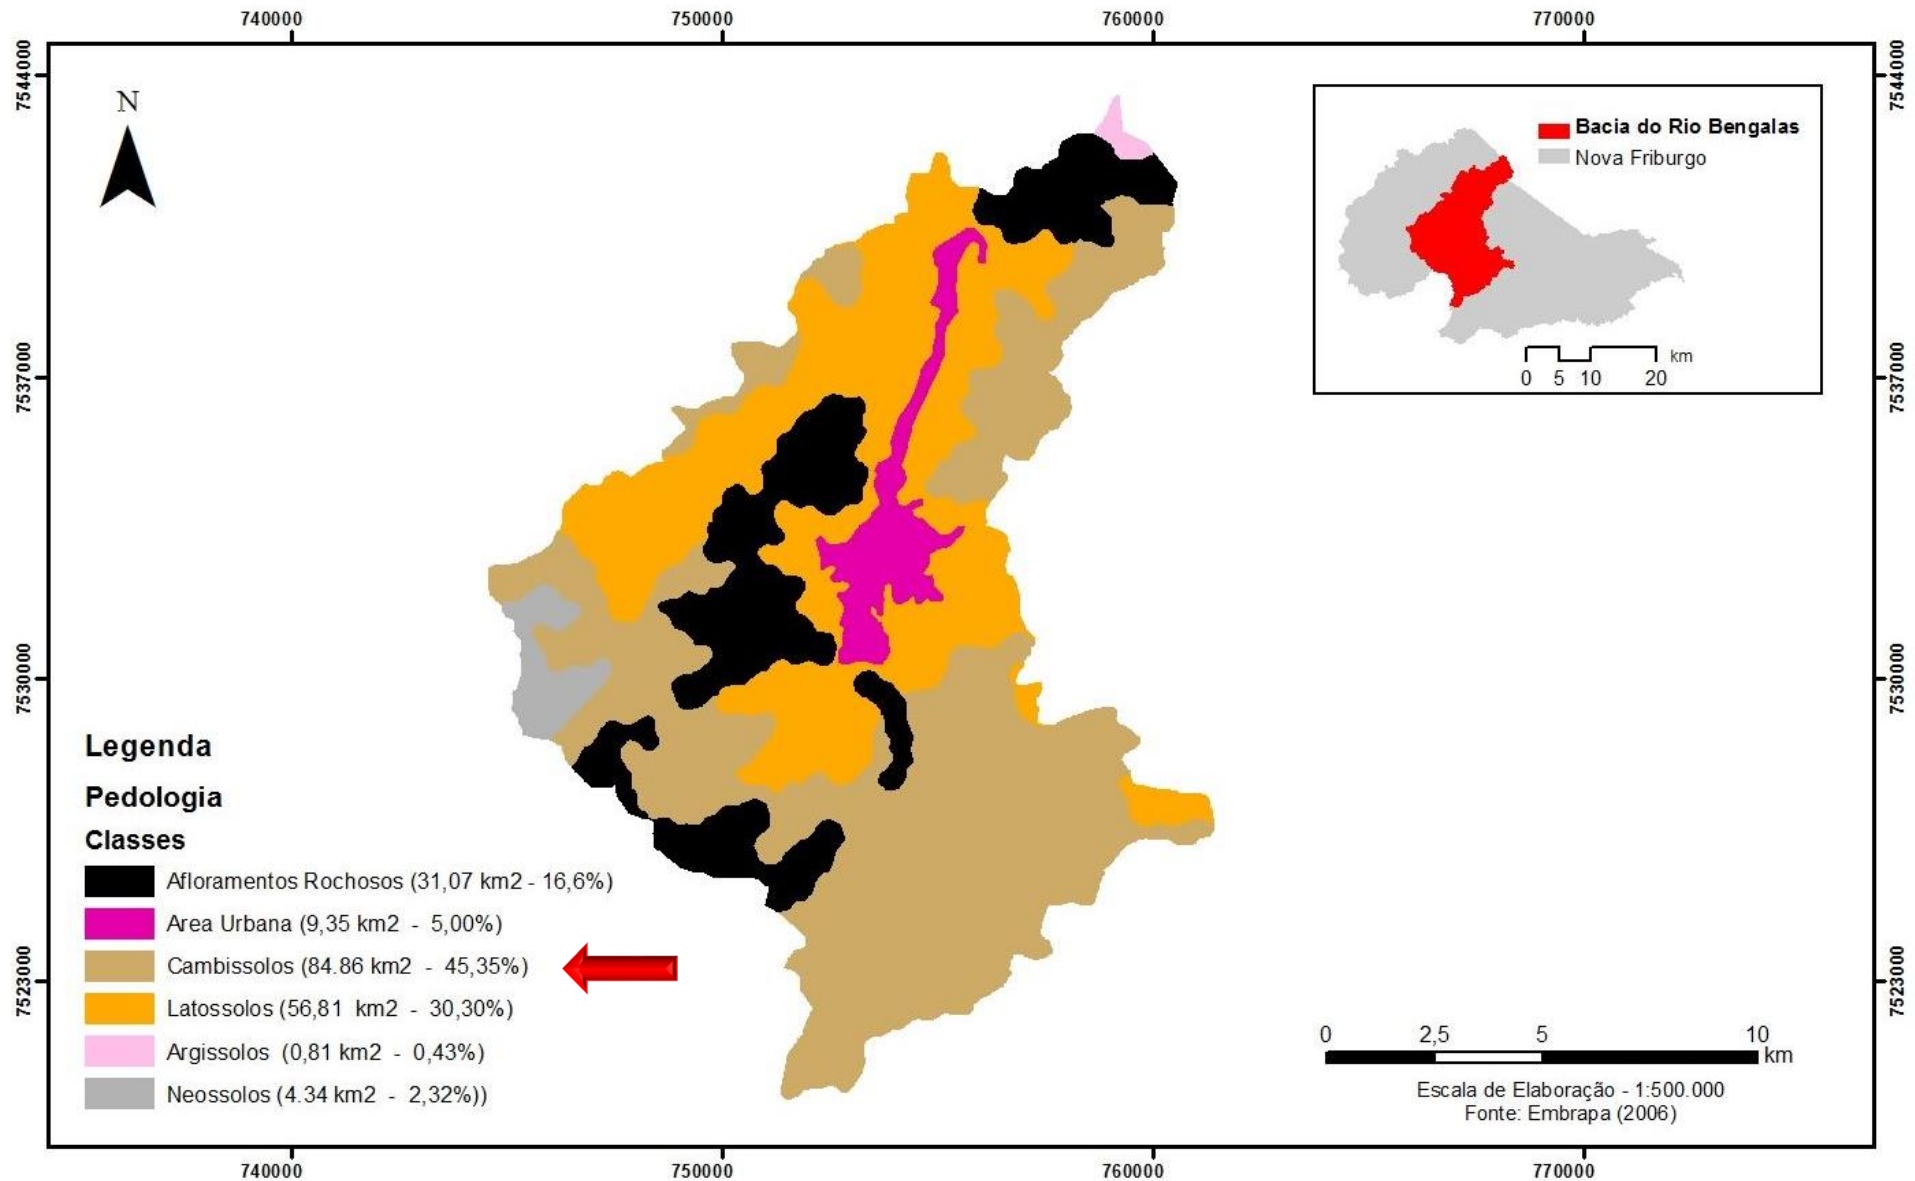 740000
750000
760000
770000
7544000
7544000
N
Bacia do Rio Bengalas
Nova Friburgo
km
0 5 10 20
7537000
7537000
7530000
7530000
Legenda
Pedologia
Classes
Afloramentos Rochosos (31,07 km2 - 16,6%)
Area Urbana (9,35 km2 - 5,00%)
Cambissolos (84.86 km2 - 45,35%)
Latossolos (56,81 km2 - 30,30%)
Argissolos (0,81 km2 - 0,43%)
Neossolos (4.34 km2 - 2,32%))
7523000
7523000
0 2,5 5 10
km
Escala de Elaboração - 1:500.000
Fonte: Embrapa (2006)
740000
750000
760000
770000